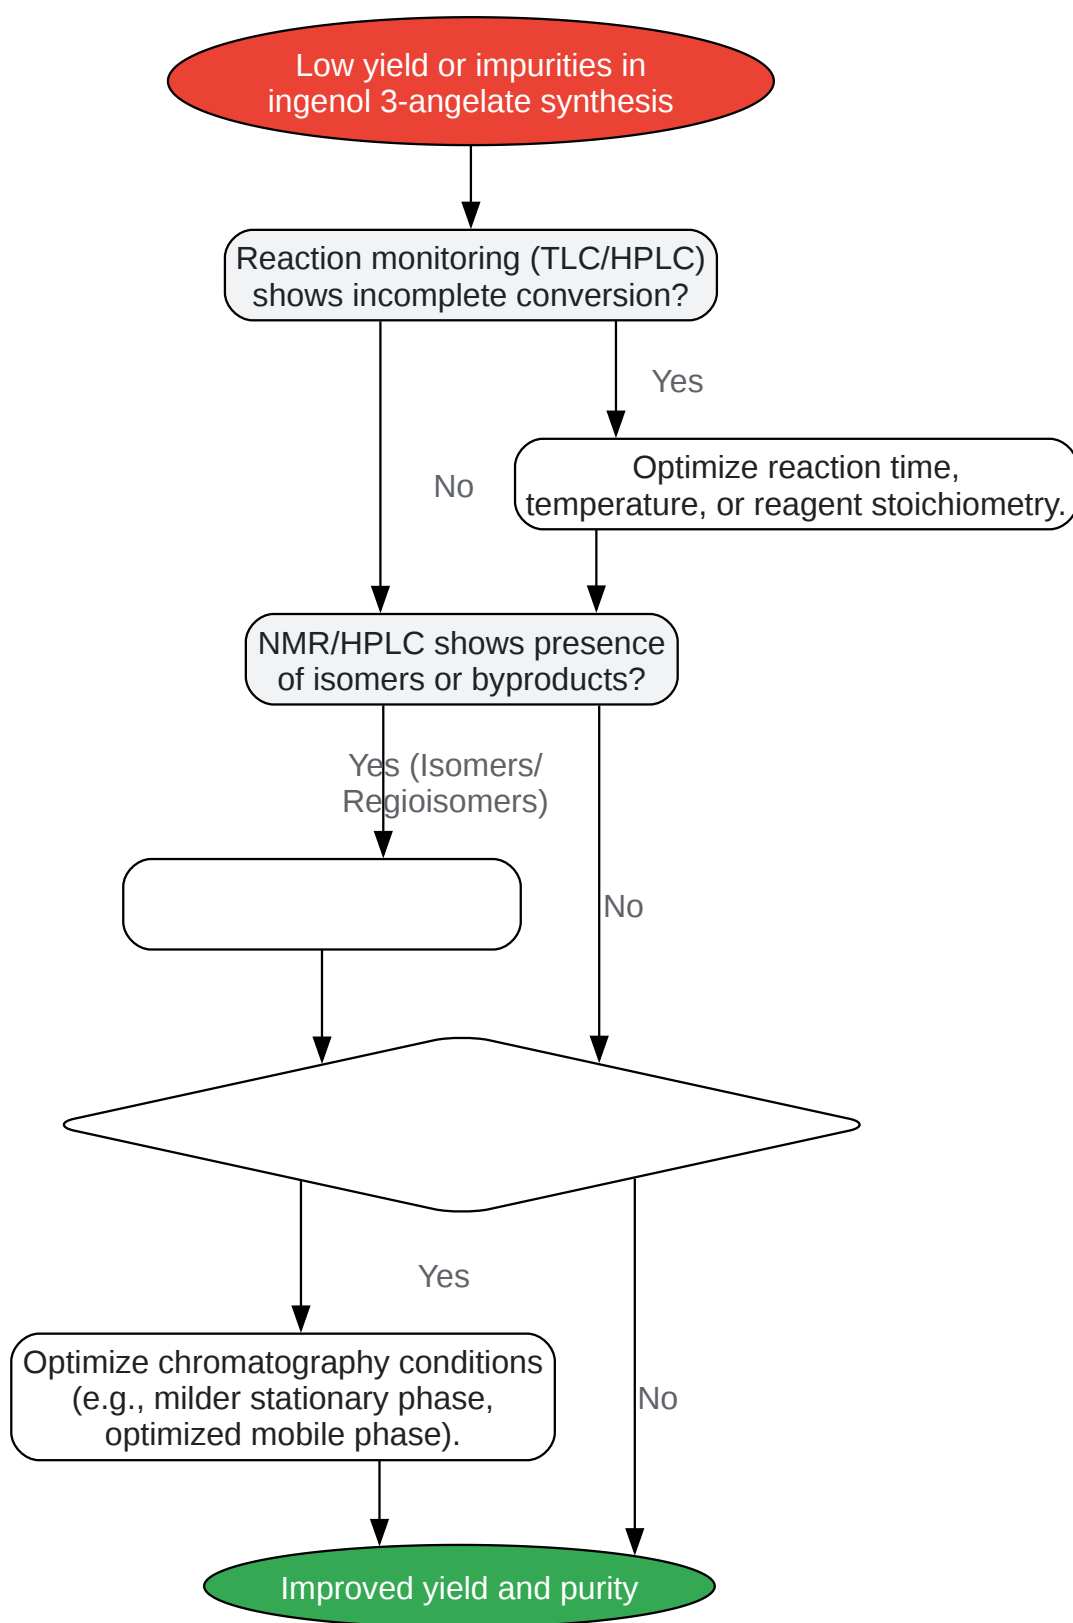 Low yield or impurities in
ingenol 3-angelate synthesis
Reaction monitoring (TLC/HPLC)
shows incomplete conversion?
Yes
Optimize reaction time,
temperature, or reagent stoichiometry.
No
NMR/HPLC shows presence
of isomers or byproducts?
Yes (Isomers/
Regioisomers)
No
Yes
Optimize chromatography conditions
(e.g., milder stationary phase,
optimized mobile phase).
No
Improved yield and purity